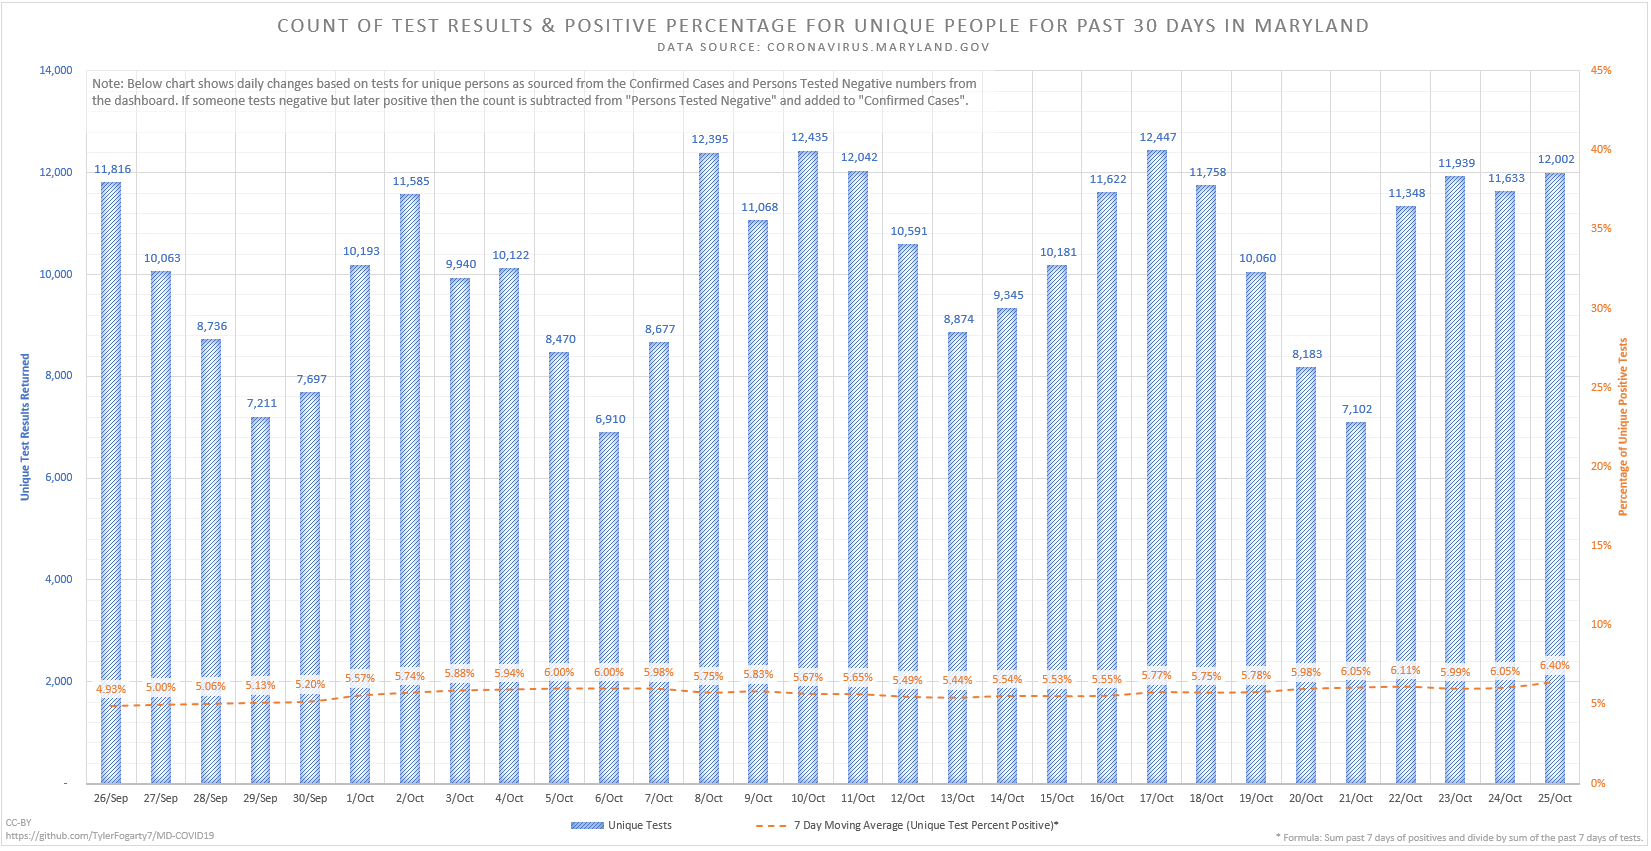 COUNT OF TEST RESULTS & POSITIVE PERCENTAGE FOR UNIQUE PEOPLE FOR PAST 30 DAYS IN MARYLAND
DATA SOURCE: CORONAVIRUS.MARYLAND.GOV
Note: Below chart shows daily changes based on tests for unique persons as sourced from the Confirmed Cases and Persons Tested Negative numbers from
the dashboard. If someone tests negative but later positive then the count is subtracted from "Persons Tested Negative" and added to "Confirmed Cases".
Unique Test Results Returned
14,000
12,000
10,000
8,000
6,000
4,000
2,000
-
11,816
10,063
8,736
7,211
7,697
10,193
11,585
9,940
10,122
8,470
6,910
8,677
12,395
11,068
12,435
12,042
10,591
8,874
9,345
10,181
11,622
12,447
11,758
10,060
8,183
7,102
11,348
11,939
11,633
12,002
4.93%
5.00%
5.06%
5.13%
5.20%
5.57%
5.74%
5.88%
5.94%
6.00%
6.00%
5.98%
5.75%
5.83%
5.67%
5.65%
5.49%
5.44%
5.54%
5.53%
5.55%
5.77%
5.75%
5.78%
5.98%
6.05%
6.11%
5.99%
6.05%
6.40%
45%
40%
35%
30%
25%
20%
15%
10%
5%
0%
Percentage of Unique Positive Tests
26/Sep
27/Sep
28/Sep
29/Sep
30/Sep
1/Oct
2/Oct
3/Oct
4/Oct
5/Oct
6/Oct
7/Oct
8/Oct
9/Oct
10/Oct
11/Oct
12/Oct
13/Oct
14/Oct
15/Oct
16/Oct
17/Oct
18/Oct
19/Oct
20/Oct
21/Oct
22/Oct
23/Oct
24/Oct
25/Oct
Unique Tests
7 Day Moving Average (Unique Test Percent Positive)*
CC-BY
https://github.com/TylerFogarty7/MD-COVID19
* Formula: Sum past 7 days of positives and divide by sum of the past 7 days of tests.